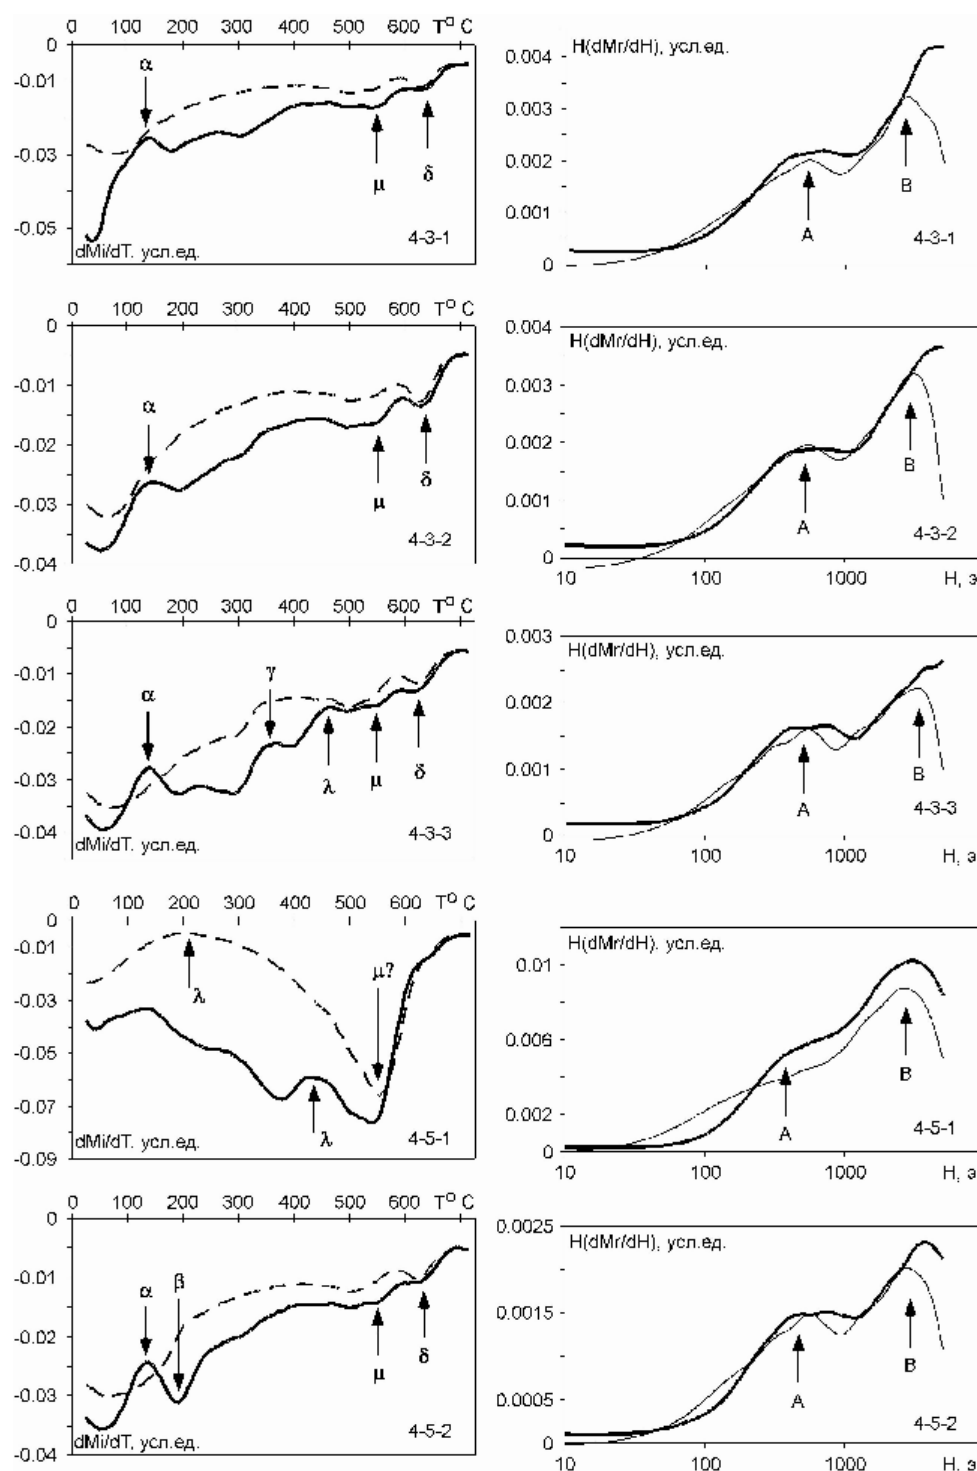 0 100 200 300 400 500 600 T° C
0
-0.01
-0.03
-0.05
α
μ
δ
dMi/dT. усл.ед.
4-3-1
H(dMr/dH), усл.ед.
0.004
0.003
0.002
0.001
0
A
B
4-3-1
100
1000
0 100 200 300 400 500 600 T° C
0
-0.01
-0.02
-0.03
-0.04
α
μ
δ
4-3-2
H(dMr/dH), усл.ед.
0.004
0.003
0.002
0.001
0
A
B
4-3-2
10 100 1000 H, э
0 100 200 300 400 500 600 T° C
0
-0.01
-0.02
-0.03
-0.04
α
γ
λ
μ
δ
dMi/dT. усл.ед.
4-3-3
H(dMr/dH), усл.ед.
0.003
0.002
0.001
0
A
B
4-3-3
10 100 1000 H, э
0 100 200 300 400 500 600 T° C
0
-0.01
-0.03
-0.05
-0.07
-0.09
λ
μ?
λ
dMi/dT. усл.ед.
4-5-1
H(dMr/dH). усл.ед.
0.01
0.006
0.002
0
A
B
4-5-1
10 100 1000 H, э
0 100 200 300 400 500 600 T° C
0
-0.01
-0.02
-0.03
-0.04
α
β
μ
δ
dMi/dT, усл.ед.
4-5-2
H(dMr/dH), усл.ед.
0.0025
0.0015
0.0005
0
A
B
4-5-2
10 100 1000 H, э